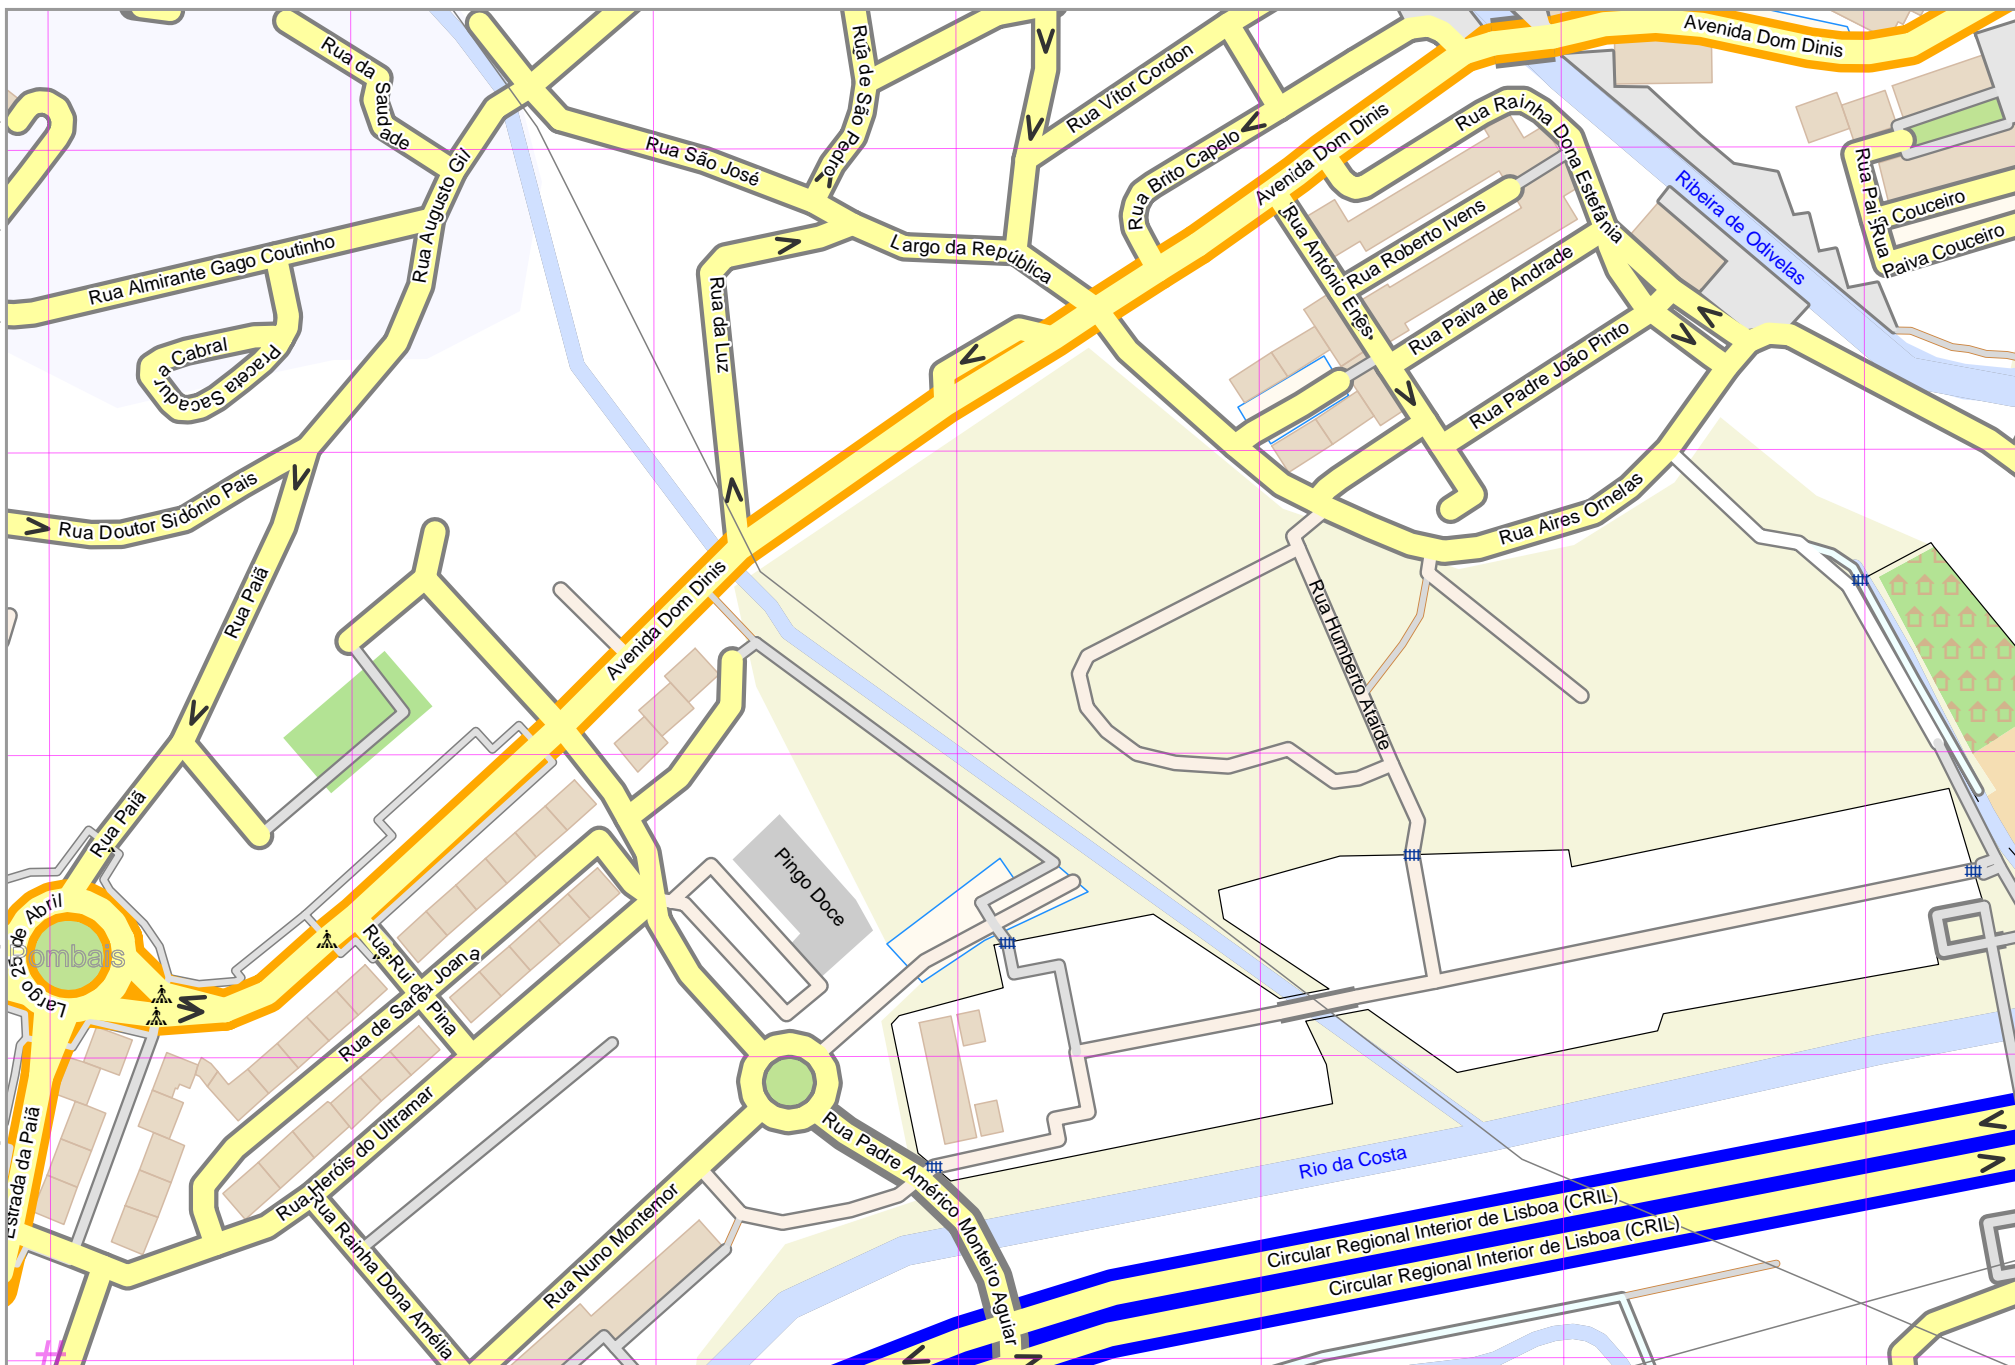 Avenida Dom Dinis
Rua da Saudade
Rua de São Pedro
Rua Vítor Cordon
Rua Rainha Dona Estefânia
Rua São José
Rua Brito Capelo
Avenida Dom Dinis
Rua Augusto Gil
Ribeira de Odivelas
Rua Pai
Rua
Couceiro
Paiva Couceiro
Largo da República
Rua António Enes
Rua Roberto Ivens
Rua Paiva de Andrade
Rua Almirante Gago Coutinho
Rua da Luz
Praceta Sacadura Cabral
Rua Padre João Pinto
Rua Doutor Sidónio Pais
Rua Aires Ornelas
Rua Paiã
Avenida Dom Dinis
Rua Humberto Ataíde
Rua Paiã
Pingo Doce
Largo 25 de Abril
Bombais
Rua Rui de Pina
Rua de Santa Joana
Rua Heróis do Ultramar
Estrada da Paiã
Rua Padre Américo Monteiro Aguiar
Rio da Costa
Rua Rainha Dona Amélia
Rua Nuno Montemor
Circular Regional Interior de Lisboa (CRIL)
Circular Regional Interior de Lisboa (CRIL)
#